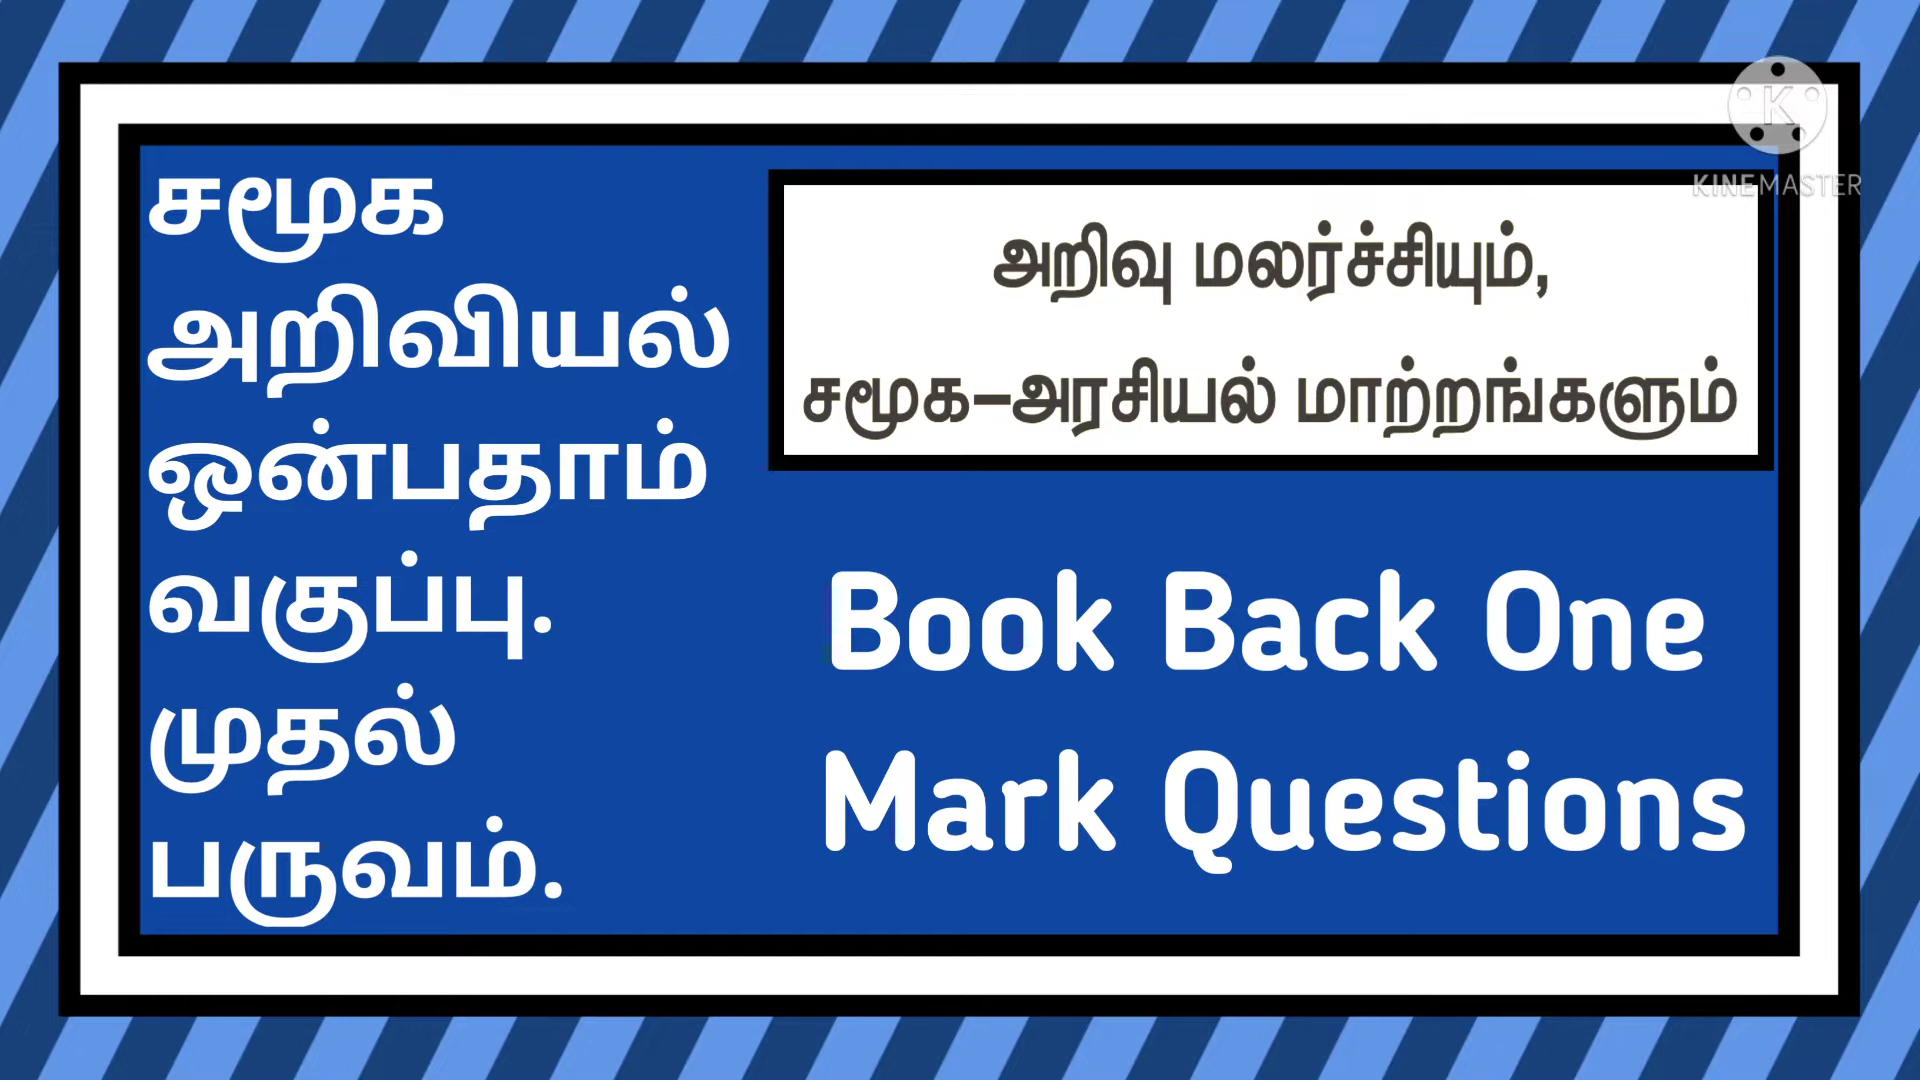 சமூக
அறிவியல்
ஒன்பதாம்
வகுப்பு.
முதல்
பருவம்.
அறிவு மலர்ச்சியும்,
சமூக–அரசியல் மாற்றங்களும்
Book Back One
Mark Questions
K
KINEMASTER